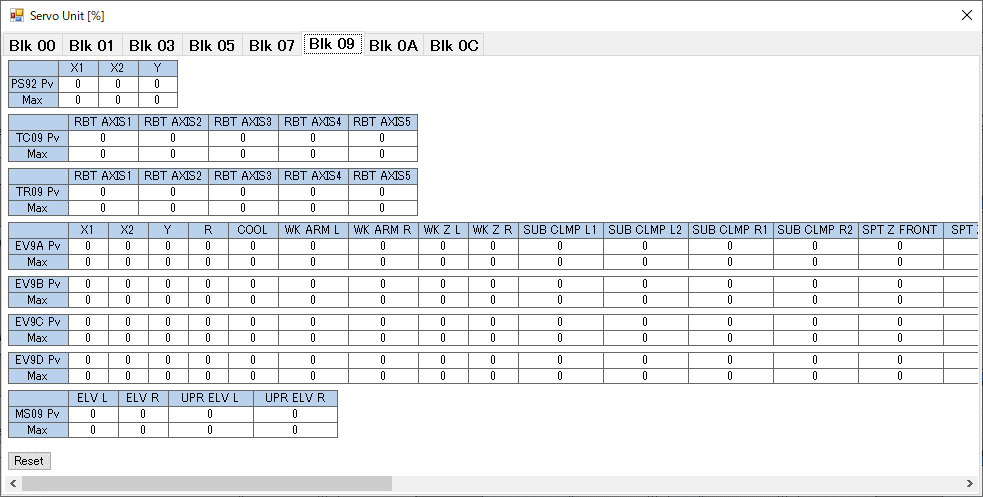 Servo Unit [%]
Blk 00 Blk 01 Blk 03 Blk 05 Blk 07 Blk 09 Blk 0A Blk 0C
X1 X2 Y
PS92 Pv 0 0 0
Max 0 0 0
RBT AXIS1 RBT AXIS2 RBT AXIS3 RBT AXIS4 RBT AXIS5
TC09 Pv 0 0 0 0 0
Max 0 0 0 0 0
RBT AXIS1 RBT AXIS2 RBT AXIS3 RBT AXIS4 RBT AXIS5
TR09 Pv 0 0 0 0 0
Max 0 0 0 0 0
X1 X2 Y R COOL WK ARM L WK ARM R WK Z L WK Z R SUB CLMP L1 SUB CLMP L2 SUB CLMP R1 SUB CLMP R2 SPT Z FRONT SPT
EV9A Pv 0 0 0 0 0 0 0 0 0 0 0 0 0 0
Max 0 0 0 0 0 0 0 0 0 0 0 0 0 0
EV9B Pv 0 0 0 0 0 0 0 0 0 0 0 0 0 0
Max 0 0 0 0 0 0 0 0 0 0 0 0 0 0
EV9C Pv 0 0 0 0 0 0 0 0 0 0 0 0 0 0
Max 0 0 0 0 0 0 0 0 0 0 0 0 0 0
EV9D Pv 0 0 0 0 0 0 0 0 0 0 0 0 0 0
Max 0 0 0 0 0 0 0 0 0 0 0 0 0 0
ELV L ELV R UPR ELV L UPR ELV R
MS09 Pv 0 0 0 0
Max 0 0 0 0
Reset